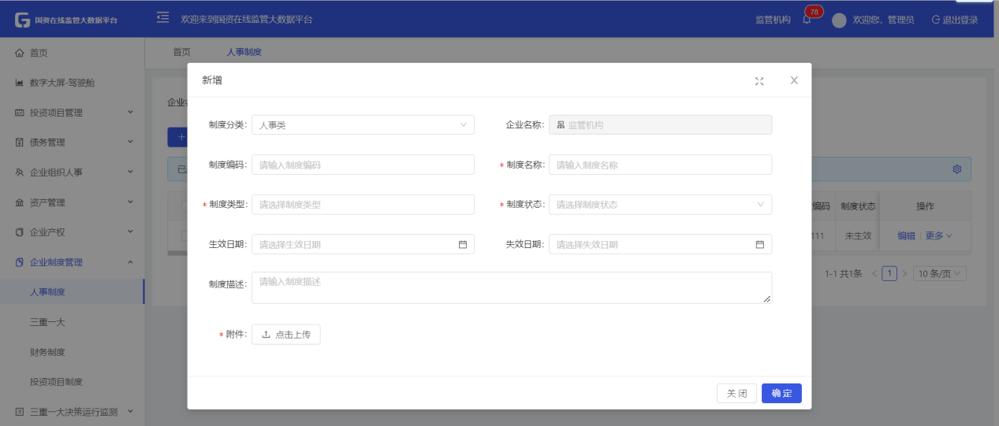 国资在线监管大数据平台
欢迎来到国资在线监管大数据平台
监管机构
78
欢迎您，管理员
退出登录
首页
数字大屏-驾驶舱
投资项目管理
债务管理
企业组织人事
资产管理
企业产权
企业制度管理
人事制度
三重一大
财务制度
投资项目制度
三重一大决策运行监测
首页
人事制度
企业
新增
制度分类: 人事类
企业名称: 监管机构
制度编码: 请输入制度编码
* 制度名称: 请输入制度名称
* 制度类型: 请选择制度类型
* 制度状态: 请选择制度状态
生效日期: 请选择生效日期
失效日期: 请选择失效日期
制度描述: 请输入制度描述
* 附件: 点击上传
关闭
确定
已
编码
制度状态
操作
111
未生效
编辑
更多
1-1 共1条
1
10 条/页